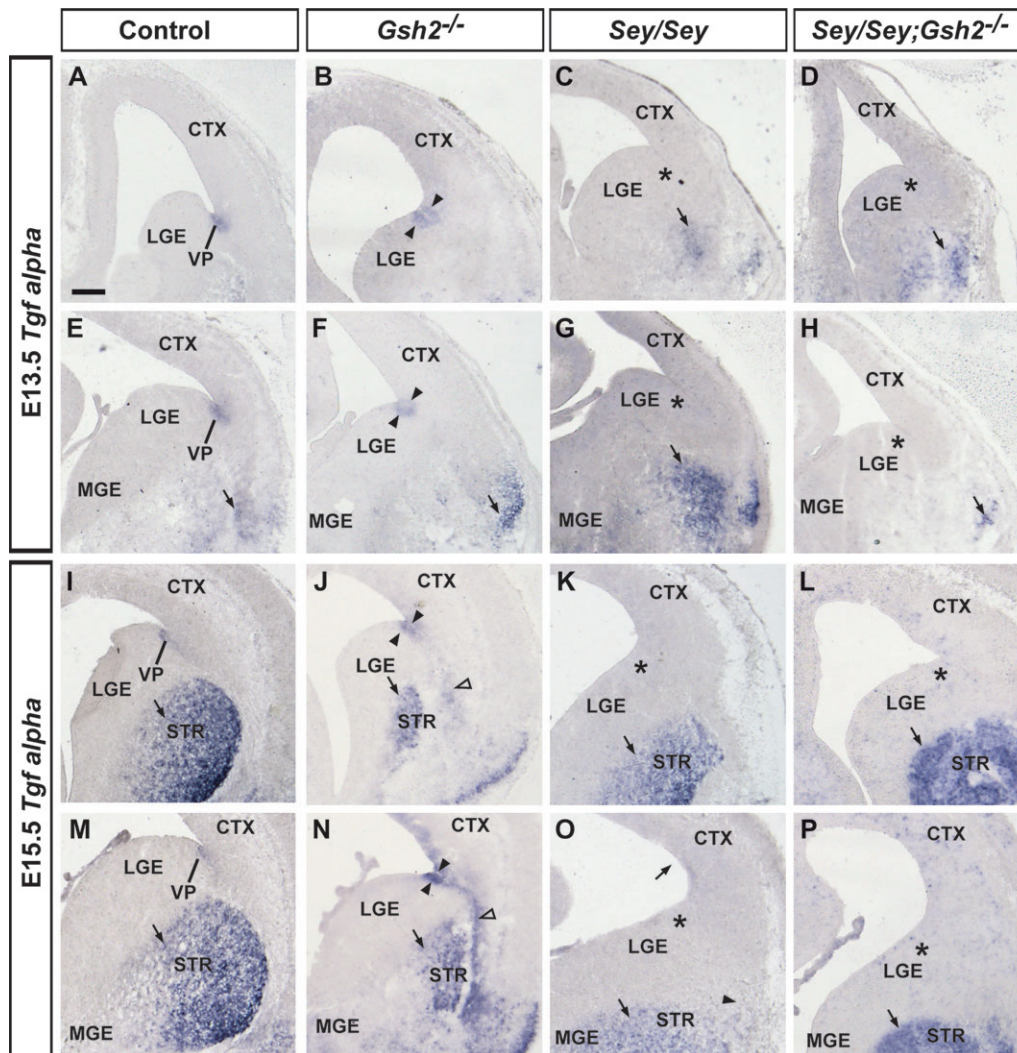 Control
Gsh2-/-
Sey/Sey
Sey/Sey;Gsh2-/-
E13.5 Tgf alpha
A
CTX
LGE
VP
B
CTX
LGE
C
CTX
LGE
*
D
CTX
LGE
*
E
CTX
LGE
VP
MGE
F
CTX
LGE
MGE
G
CTX
LGE
*
MGE
H
CTX
*
LGE
MGE
E15.5 Tgf alpha
I
CTX
VP
LGE
STR
J
CTX
LGE
STR
K
CTX
*
LGE
STR
L
CTX
*
LGE
STR
M
CTX
LGE
VP
STR
MGE
N
CTX
LGE
STR
MGE
O
CTX
*
LGE
STR
MGE
P
CTX
*
LGE
STR
MGE